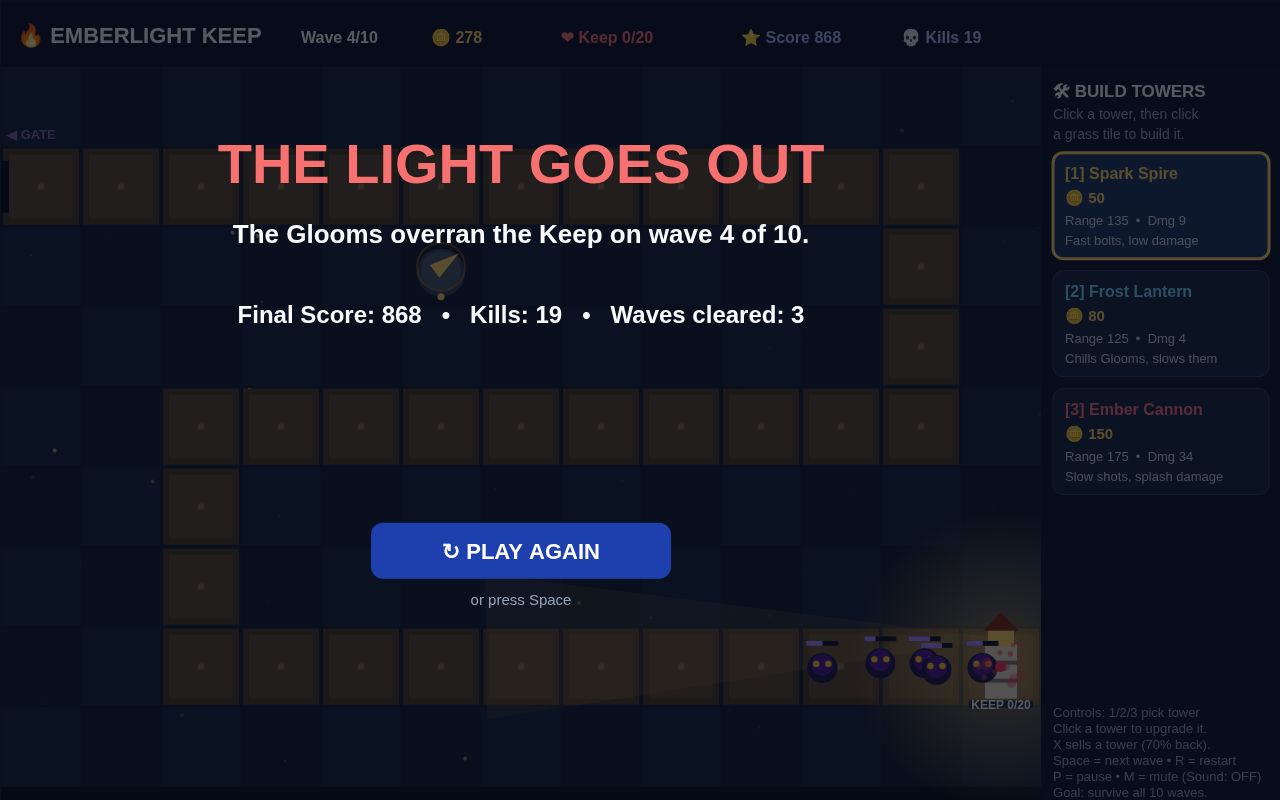 🔥 EMBERLIGHT KEEP
Wave 4/10
🪙 278
❤ Keep 0/20
⭐ Score 868
💀 Kills 19
◀ GATE
THE LIGHT GOES OUT
The Glooms overran the Keep on wave 4 of 10.
Final Score: 868 • Kills: 19 • Waves cleared: 3
↻ PLAY AGAIN
or press Space
KEEP 0/20
🛠 BUILD TOWERS
Click a tower, then click
a grass tile to build it.
[1] Spark Spire
🪙 50
Range 135 • Dmg 9
Fast bolts, low damage
[2] Frost Lantern
🪙 80
Range 125 • Dmg 4
Chills Glooms, slows them
[3] Ember Cannon
🪙 150
Range 175 • Dmg 34
Slow shots, splash damage
Controls: 1/2/3 pick tower
Click a tower to upgrade it.
X sells a tower (70% back).
Space = next wave • R = restart
P = pause • M = mute (Sound: OFF)
Goal: survive all 10 waves.